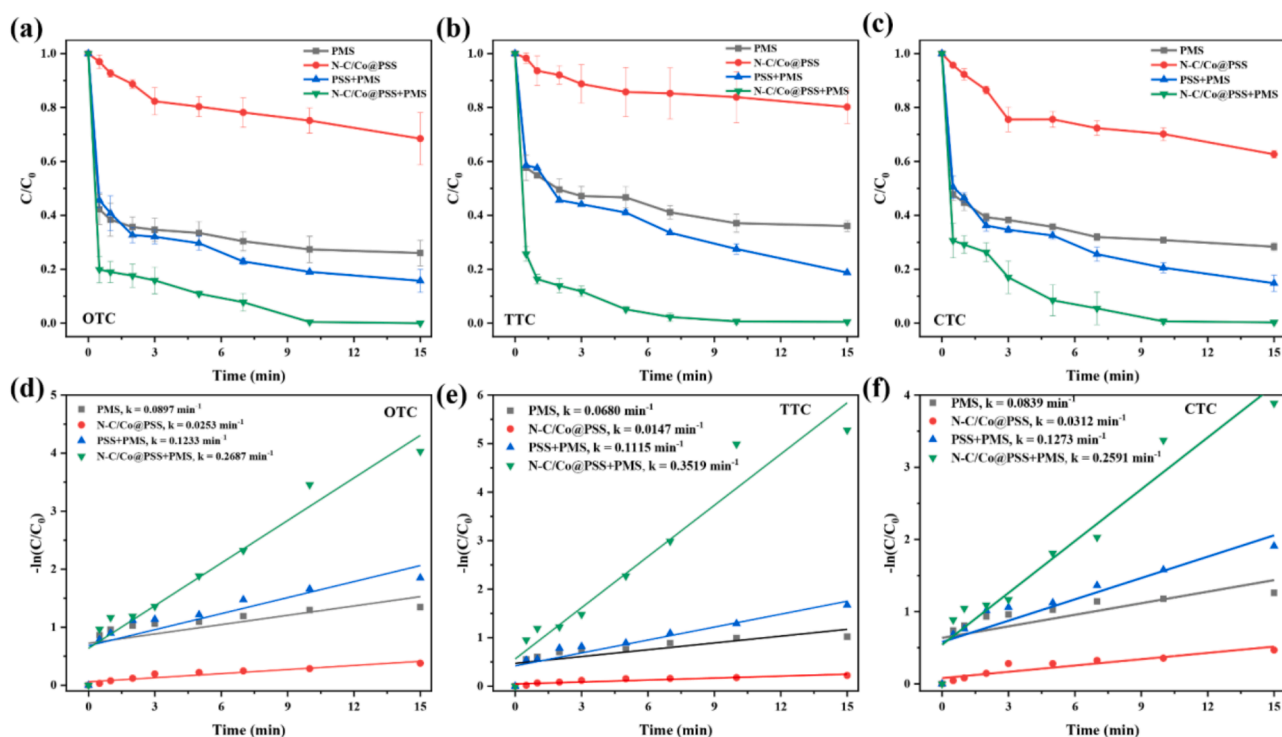 (a)
PMS
N-C/Co@PSS
PSS+PMS
N-C/Co@PSS+PMS
1.0
0.8
0.6
0.4
0.2
0.0
C/C0
OTC
0 3 6 9 12 15
Time (min)
(b)
PMS
N-C/Co@PSS
PSS+PMS
N-C/Co@PSS+PMS
1.0
0.8
0.6
0.4
0.2
0.0
C/C0
TTC
0 3 6 9 12 15
Time (min)
(c)
PMS
N-C/Co@PSS
PSS+PMS
N-C/Co@PSS+PMS
1.0
0.8
0.6
0.4
0.2
0.0
C/C0
CTC
0 3 6 9 12 15
Time (min)
(d)
OTC
PMS, k = 0.0897 min-1
N-C/Co@PSS, k = 0.0253 min-1
PSS+PMS, k = 0.1233 min-1
N-C/Co@PSS+PMS, k = 0.2687 min-1
5
4
3
2
1
0
-ln(C/C0)
0 3 6 9 12 15
Time (min)
(e)
TTC
PMS, k = 0.0680 min-1
N-C/Co@PSS, k = 0.0147 min-1
PSS+PMS, k = 0.1115 min-1
N-C/Co@PSS+PMS, k = 0.3519 min-1
6
5
4
3
2
1
0
-ln(C/C0)
0 3 6 9 12 15
Time (min)
(f)
CTC
PMS, k = 0.0839 min-1
N-C/Co@PSS, k = 0.0312 min-1
PSS+PMS, k = 0.1273 min-1
N-C/Co@PSS+PMS, k = 0.2591 min-1
4
3
2
1
0
-ln(C/C0)
0 3 6 9 12 15
Time (min)